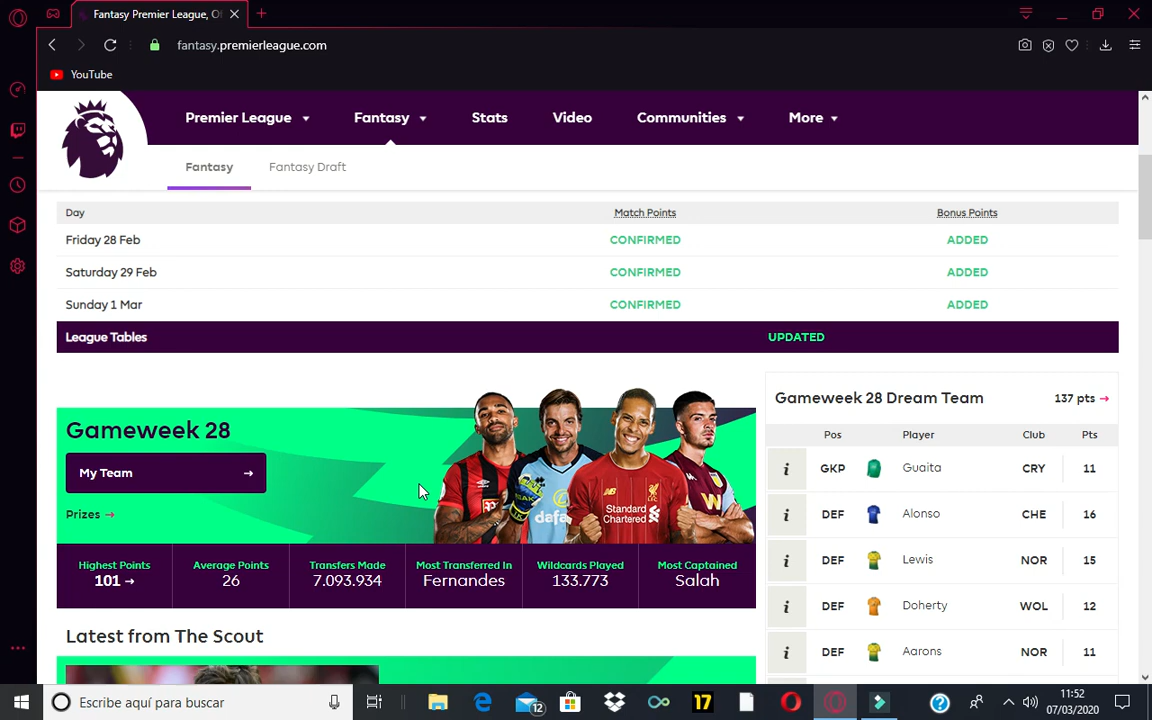 Fantasy Premier League, O
fantasy.premierleague.com
YouTube
Premier League Fantasy Stats Video Communities More
Fantasy Fantasy Draft
Day Match Points Bonus Points
Friday 28 Feb CONFIRMED ADDED
Saturday 29 Feb CONFIRMED ADDED
Sunday 1 Mar CONFIRMED ADDED
League Tables UPDATED
Gameweek 28
My Team →
Prizes →
dafa
Standard
Chartered
Highest Points Average Points Transfers Made Most Transferred In Wildcards Played Most Captained
101 → 26 7.093.934 Fernandes 133.773 Salah
Latest from The Scout
Gameweek 28 Dream Team 137 pts →
Pos Player Club Pts
i GKP Guaita CRY 11
i DEF Alonso CHE 16
i DEF Lewis NOR 15
i DEF Doherty WOL 12
i DEF Aarons NOR 11
Escribe aquí para buscar
12
17
11:52
07/03/2020